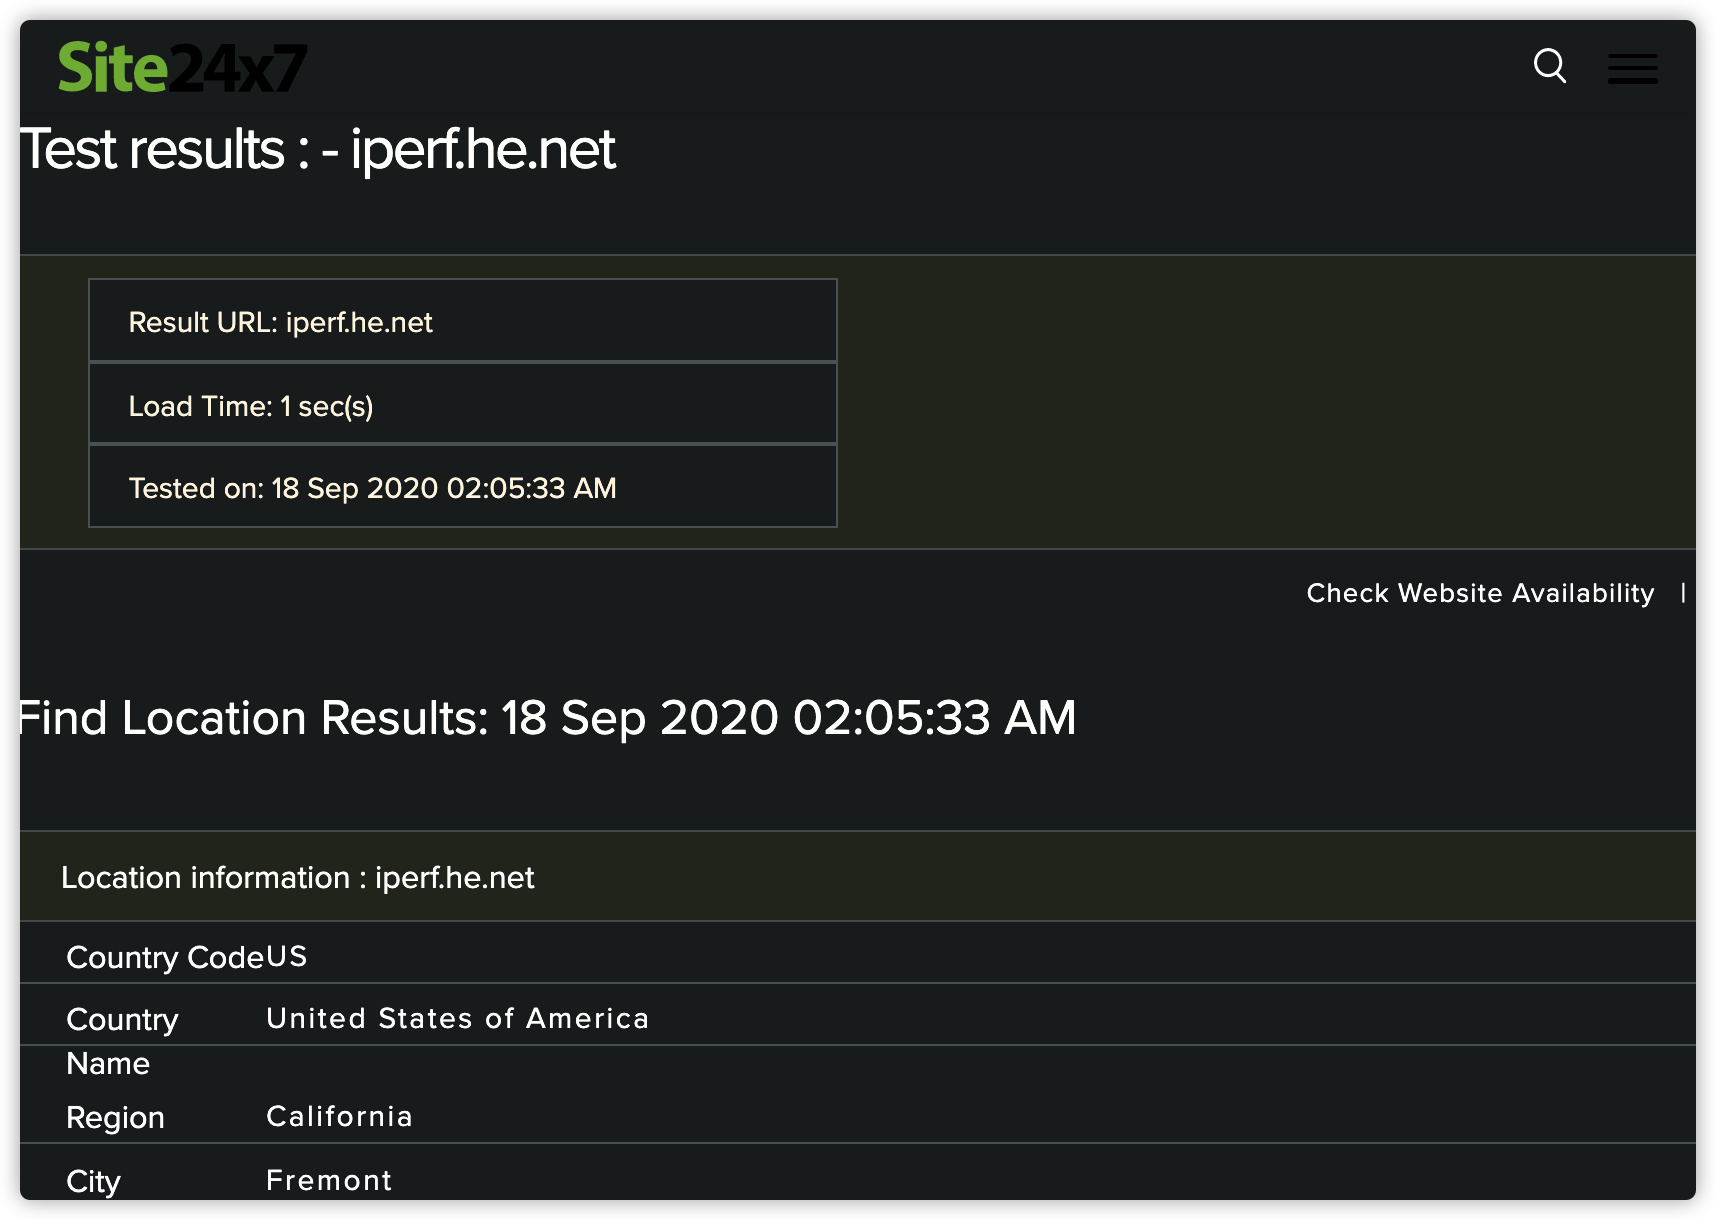 Site24x7
Test results : - iperf.he.net
Result URL: iperf.he.net
Load Time: 1 sec(s)
Tested on: 18 Sep 2020 02:05:33 AM
Check Website Availability |
Find Location Results: 18 Sep 2020 02:05:33 AM
Location information : iperf.he.net
Country Code US
Country Name United States of America
Region California
City Fremont